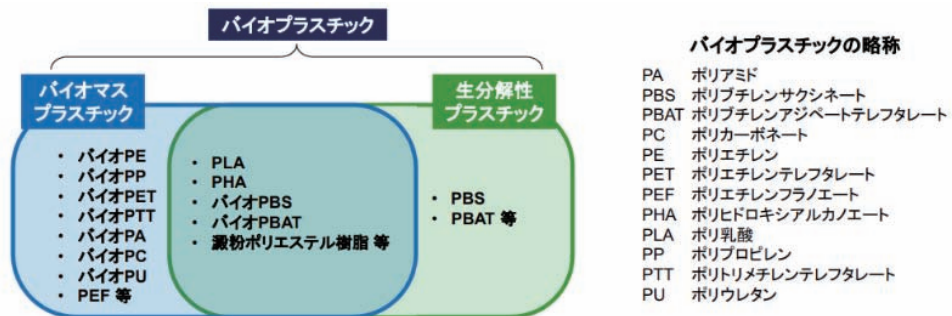 バイオプラスチック
バイオマス
プラスチック
生分解性
プラスチック
・ バイオPE
・ バイオPP
・ バイオPET
・ バイオPTT
・ バイオPA
・ バイオPC
・ バイオPU
・ PEF 等
・ PLA
・ PHA
・ バイオPBS
・ バイオPBAT
・ 澱粉ポリエステル樹脂 等
・ PBS
・ PBAT 等
バイオプラスチックの略称
PA ポリアミド
PBS ポリブチレンサクシネート
PBAT ポリブチレンアジペートテレフタレート
PC ポリカーボネート
PE ポリエチレン
PET ポリエチレンテレフタレート
PEF ポリエチレンフラノエート
PHA ポリヒドロキシアルカノエート
PLA ポリ乳酸
PP ポリプロピレン
PTT ポリトリメチレンテレフタレート
PU ポリウレタン